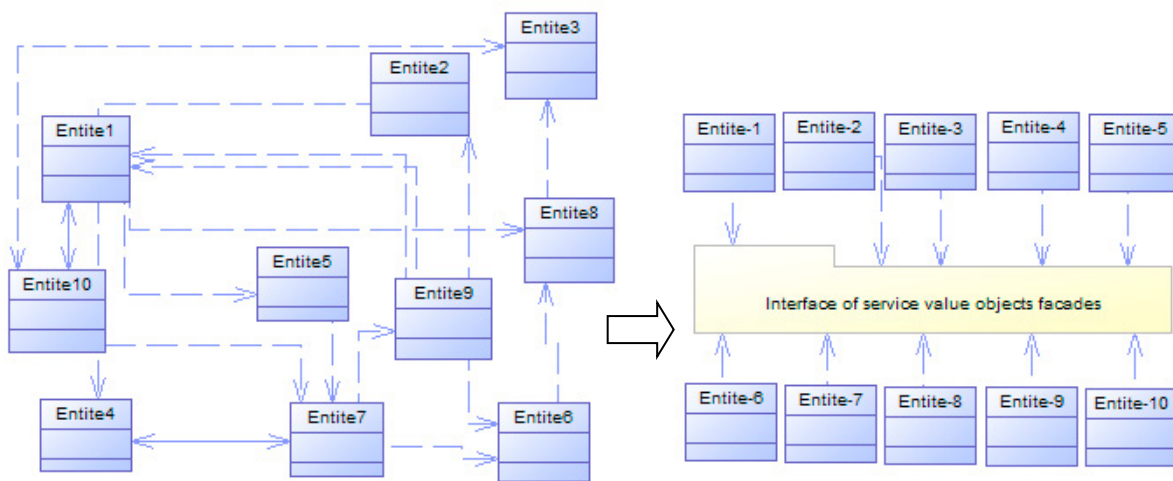 Entite3
Entite2
Entite1
Entite8
Entite5
Entite10
Entite9
Entite4
Entite7
Entite6
Entite-1
Entite-2
Entite-3
Entite-4
Entite-5
Interface of service value objects facades
Entite-6
Entite-7
Entite-8
Entite-9
Entite-10